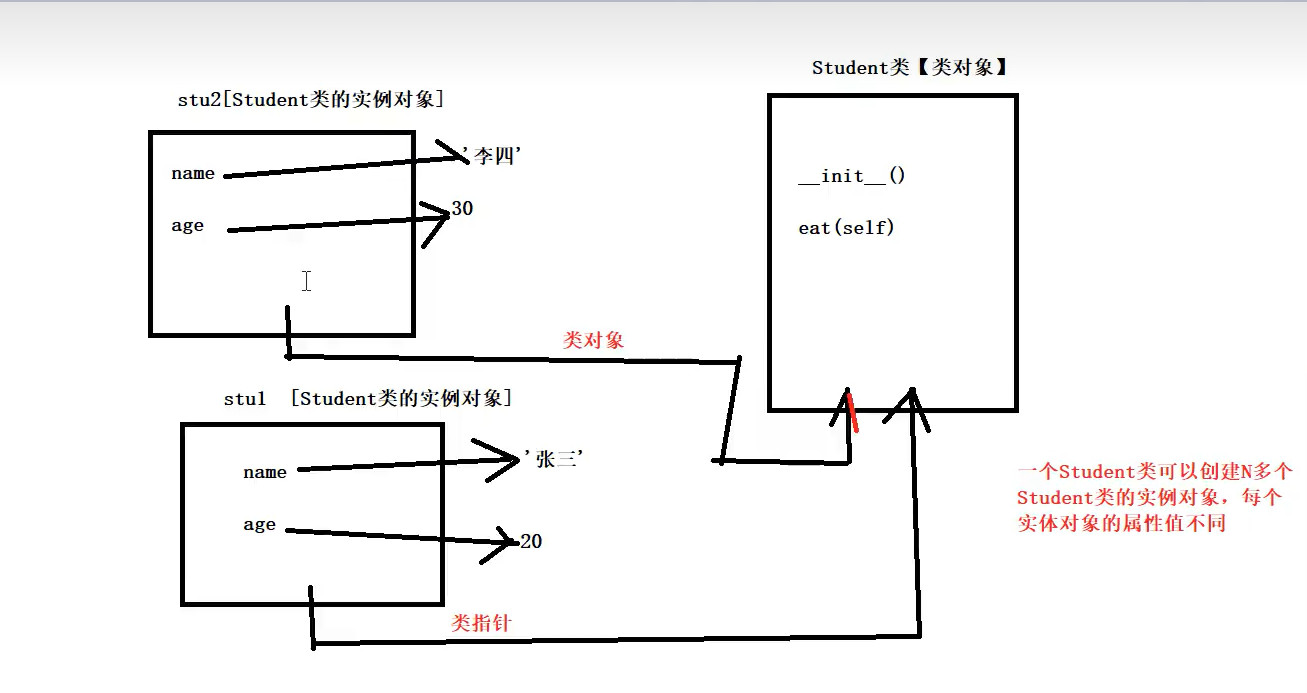 Student类【类对象】
stu2[Student类的实例对象]
name
'李四'
age
30
__init__()
eat(self)
类对象
stu1 [Student类的实例对象]
name
'张三'
age
20
类指针
一个Student类可以创建N多个
Student类的实例对象，每个
实体对象的属性值不同